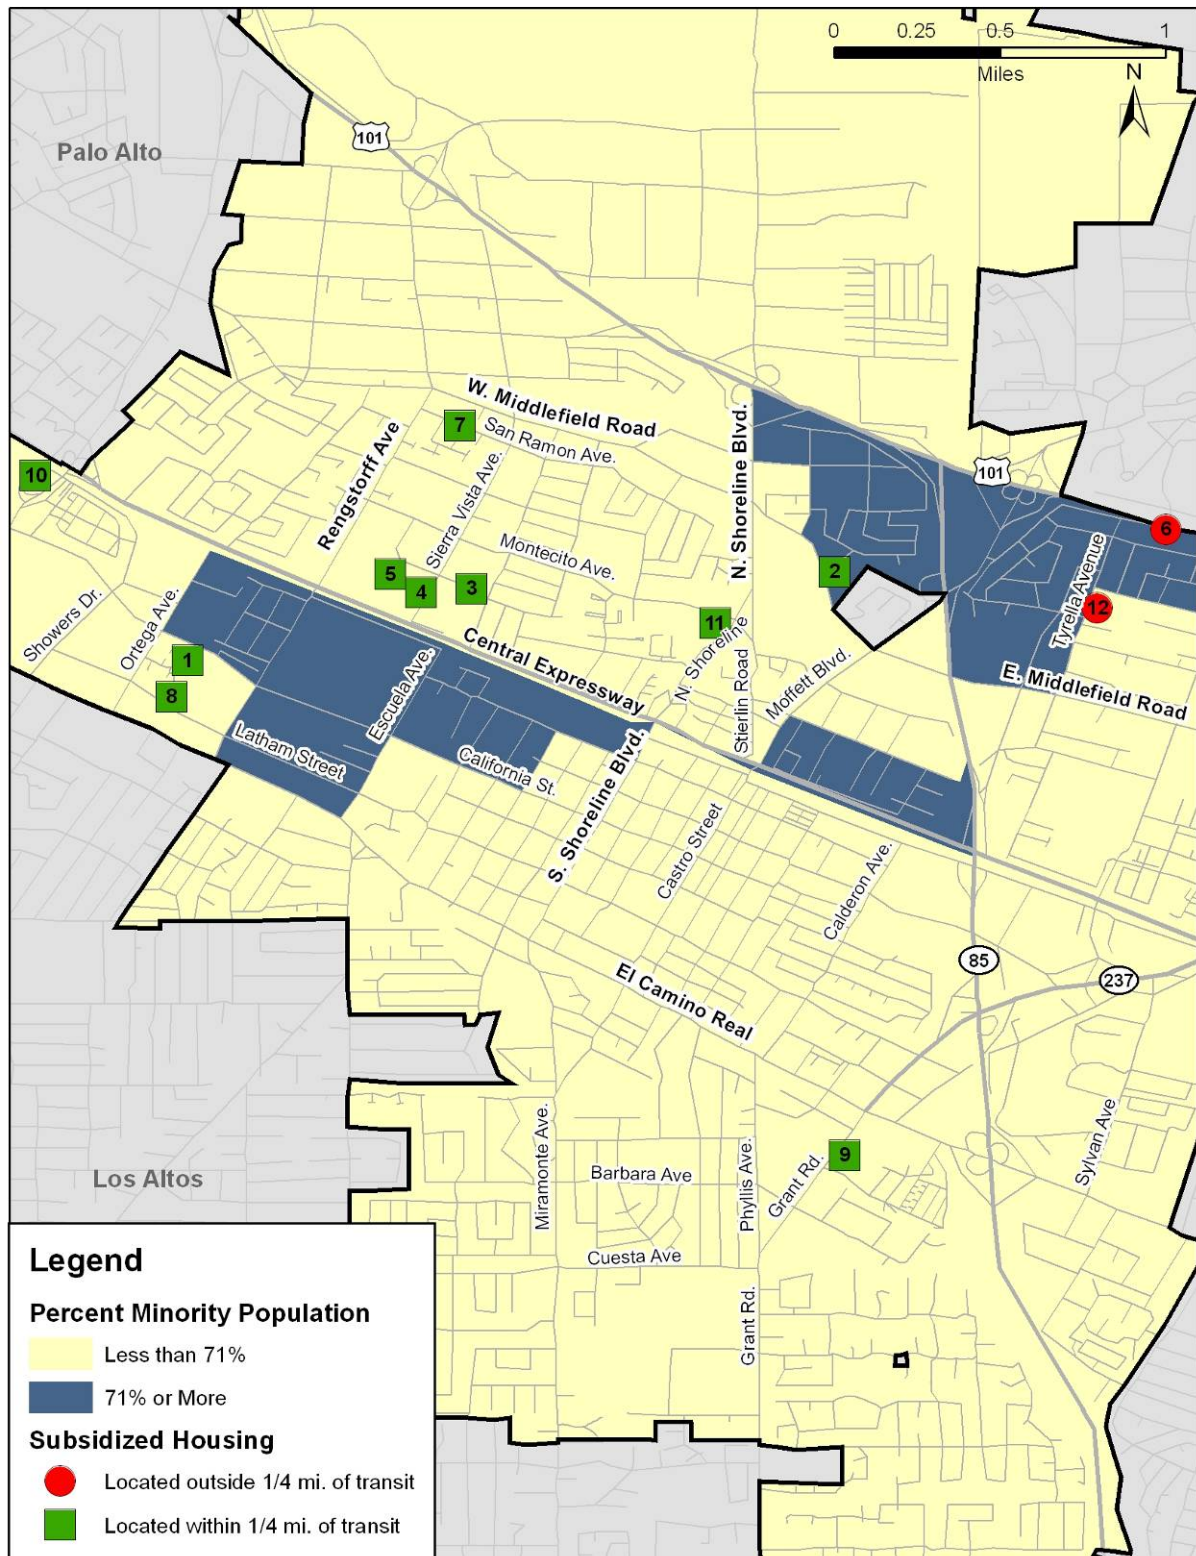 0 0.25 0.5 1
Miles
N
101
Palo Alto
W. Middlefield Road
7
San Ramon Ave.
N. Shoreline Blvd.
Rengstorff Ave
Sierra Vista Ave.
101
10
6
Montecito Ave.
5
4
3
2
Tyrella Avenue
12
11
Showers Dr.
Ortega Ave.
1
8
Central Expressway
N. Shoreline
Stierlin Road
Moffett Blvd.
E. Middlefield Road
Escuela Ave.
Latham Street
California St.
S. Shoreline Blvd.
Castro Street
Calderon Ave.
85
237
El Camino Real
Los Altos
Miramonte Ave.
Barbara Ave
Phyllis Ave.
Grant Rd.
9
Sylvan Ave
Cuesta Ave
Grant Rd.
Legend
Percent Minority Population
Less than 71%
71% or More
Subsidized Housing
Located outside 1/4 mi. of transit
Located within 1/4 mi. of transit